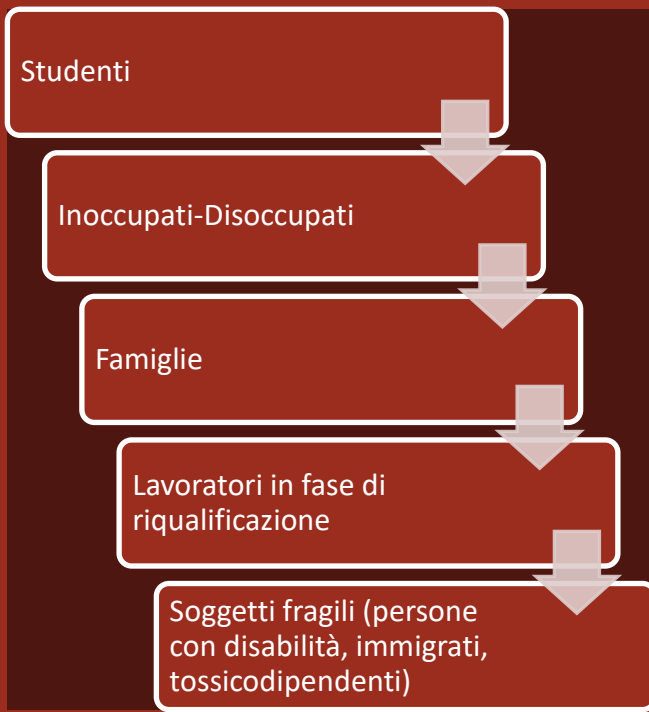 Studenti
Inoccupati-Disoccupati
Famiglie
Lavoratori in fase di
riqualificazione
Soggetti fragili (persone
con disabilità, immigrati,
tossicodipendenti)